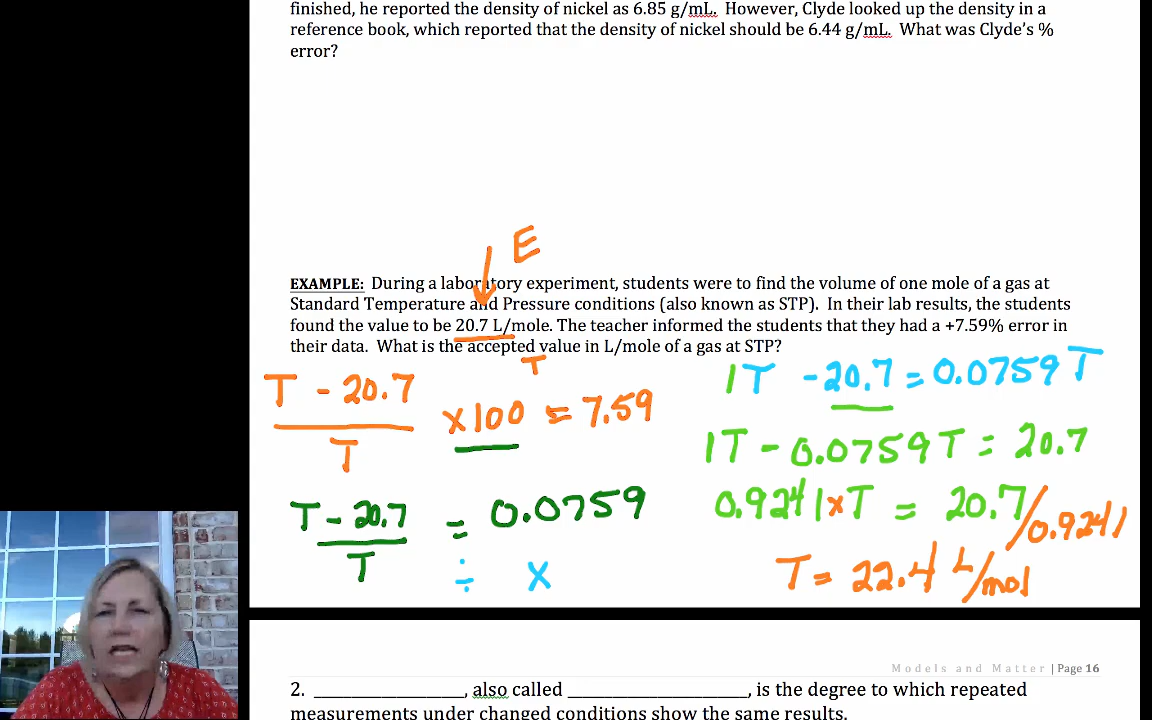 finished, he reported the density of nickel as 6.85 g/mL. However, Clyde looked up the density in a
reference book, which reported that the density of nickel should be 6.44 g/mL. What was Clyde's %
error?
E
EXAMPLE: During a laboratory experiment, students were to find the volume of one mole of a gas at
Standard Temperature and Pressure conditions (also known as STP). In their lab results, the students
found the value to be 20.7 L/mole. The teacher informed the students that they had a +7.59% error in
their data. What is the accepted value in L/mole of a gas at STP?
T
T - 20.7
T
x100 = 7.59
T - 20.7
T
= 0.0759
÷ X
1T - 20.7 = 0.0759 T
1T - 0.0759T = 20.7
0.9241xT = 20.7/0.9241
T = 22.4 L/mol
Models and Matter | Page 16
2. ________________, also called ___________________, is the degree to which repeated
measurements under changed conditions show the same results.